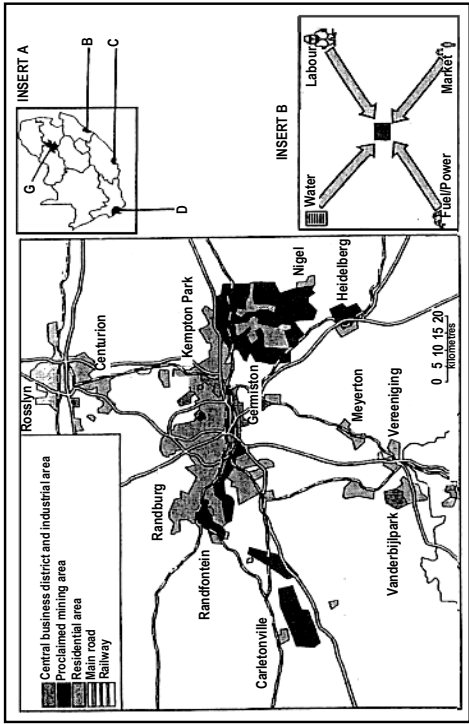 Central business district and industrial area
Proclaimed mining area
Residential area
Main road
Railway
Rosslyn
Centurion
Kempton Park
Randburg
Randfontein
Germiston
Nigel
Heidelberg
Carletonville
Meyerton
Vereeniging
Vanderbijlpark
0 5 10 15 20
kilometres
INSERT A
G
B
C
D
INSERT B
Water
Labour
Fuel/Power
Market